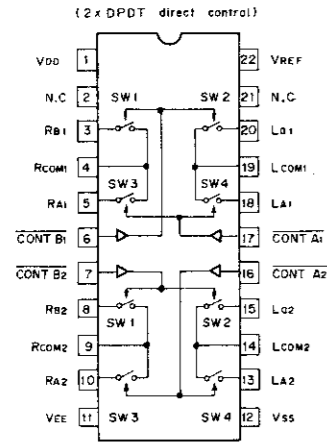 (2x DPDT direct control)
VDD 1 22 VREF
N.C 2 SW1 SW2 21 N.C
RB1 3 20 LB1
RCOM1 4 19 LCOM1
SW3 SW4
RA1 5 18 LA1
CONT B1 6 17 CONT A1
CONT B2 7 16 CONT A2
RB2 8 15 LB2
SW1 SW2
RCOM2 9 14 LCOM2
RA2 10 13 LA2
VEE 11 SW3 SW4 12 VSS